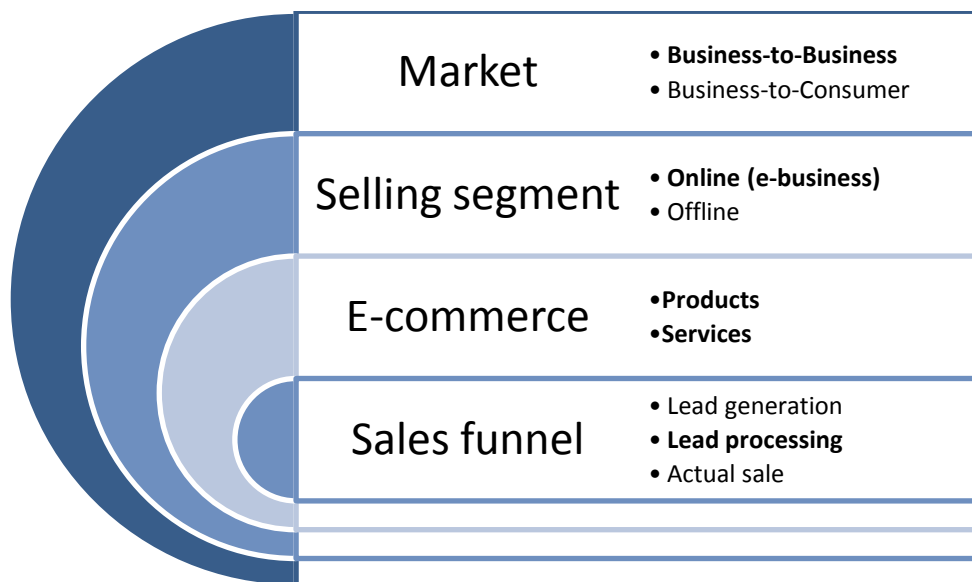 Market
• Business-to-Business
• Business-to-Consumer
Selling segment
• Online (e-business)
• Offline
E-commerce
•Products
•Services
Sales funnel
• Lead generation
• Lead processing
• Actual sale